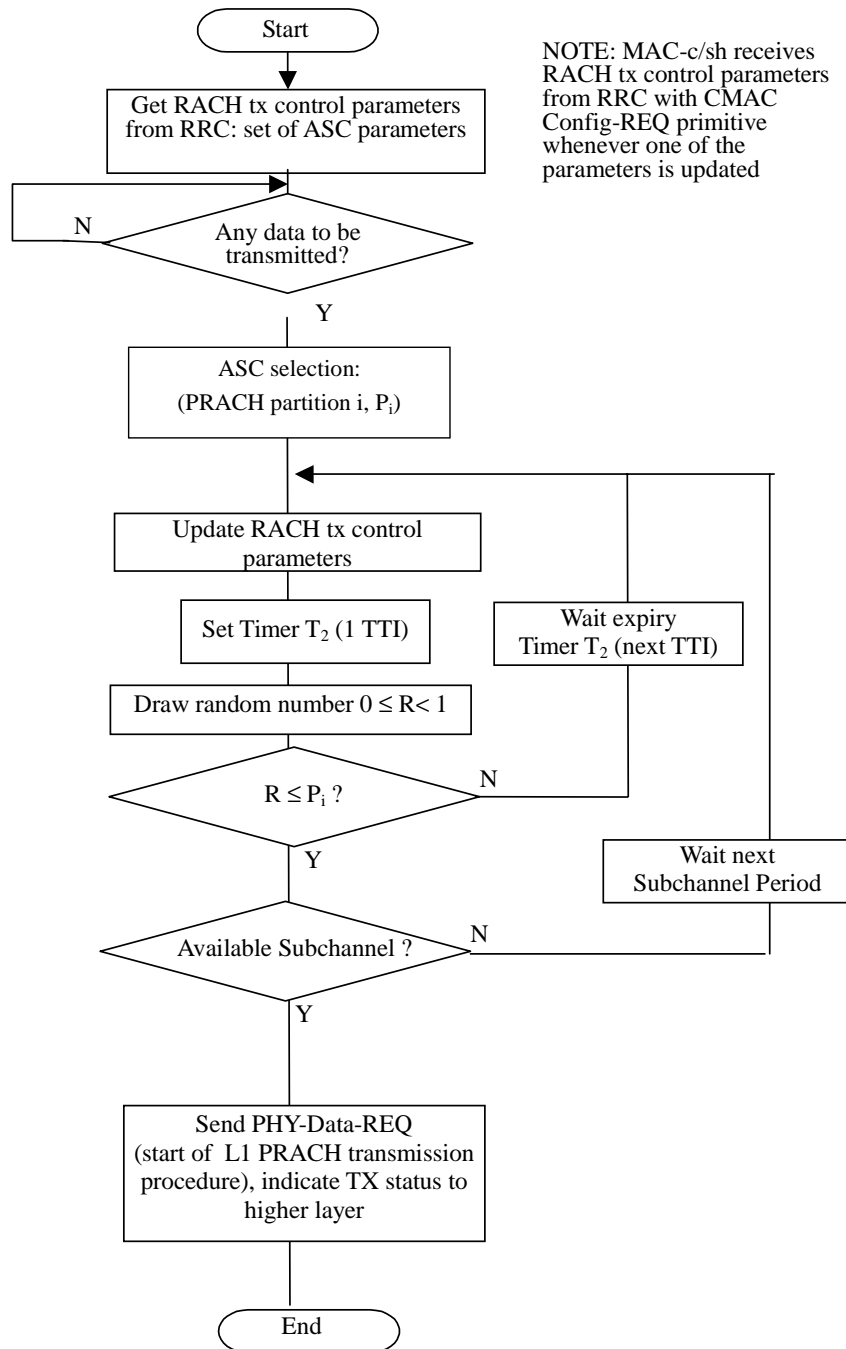 Start
NOTE: MAC-c/sh receives
RACH tx control parameters
from RRC with CMAC
Config-REQ primitive
whenever one of the
parameters is updated
Get RACH tx control parameters
from RRC: set of ASC parameters
N
Any data to be
transmitted?
Y
ASC selection:
(PRACH partition i, Pi)
Update RACH tx control
parameters
Set Timer T2 (1 TTI)
Wait expiry
Timer T2 (next TTI)
Draw random number 0 ≤ R< 1
N
R ≤ Pi ?
Y
Wait next
Subchannel Period
N
Available Subchannel ?
Y
Send PHY-Data-REQ
(start of L1 PRACH transmission
procedure), indicate TX status to
higher layer
End